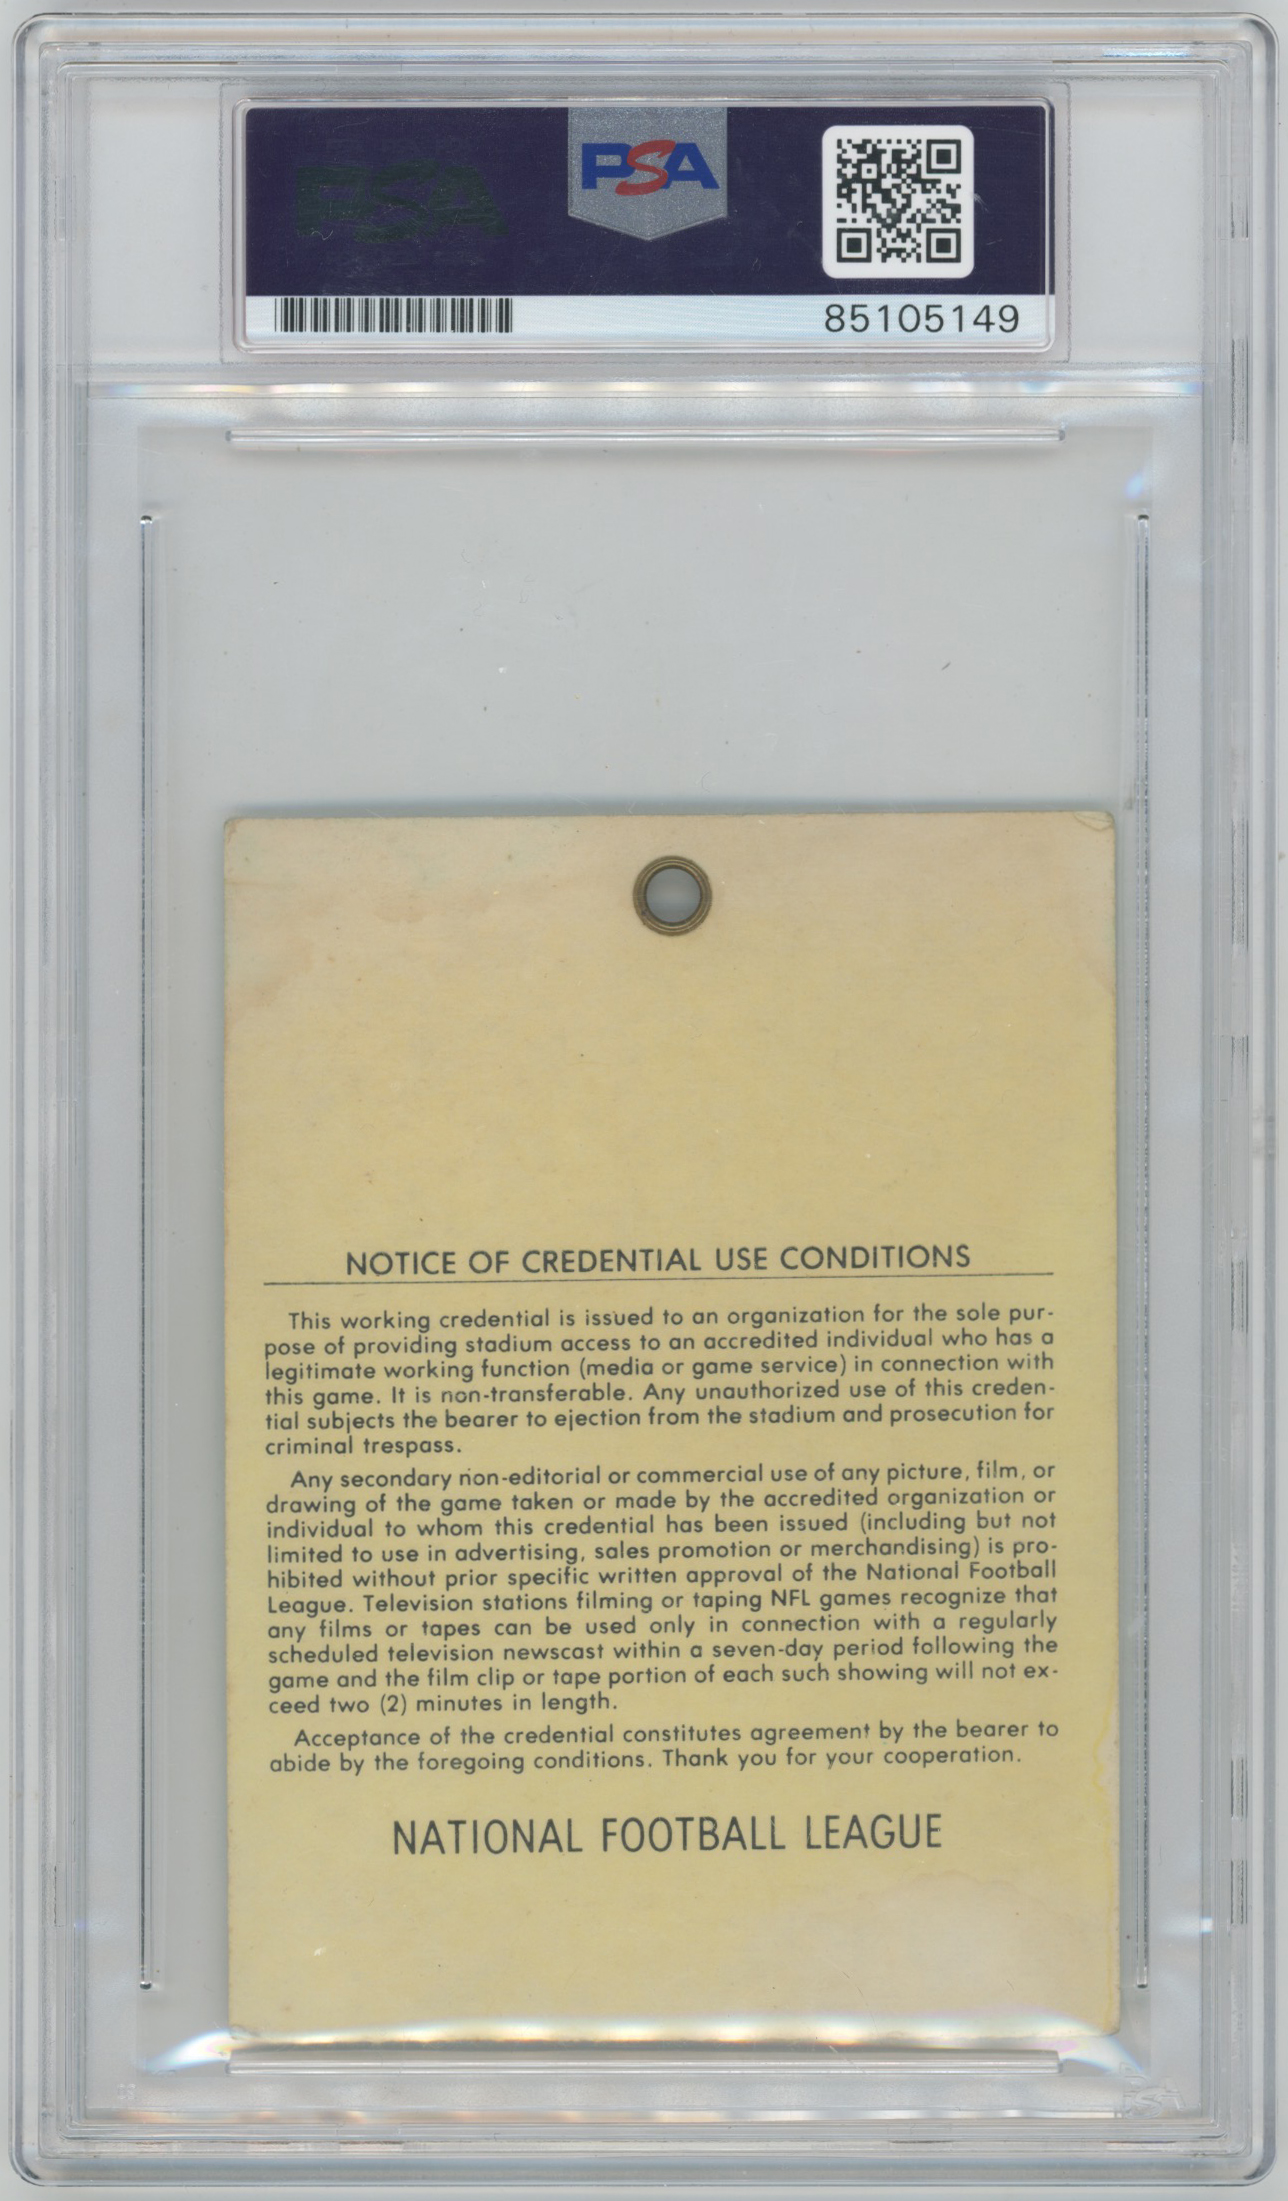 PSA
PSA
85105149
NOTICE OF CREDENTIAL USE CONDITIONS
This working credential is issued to an organization for the sole pur-
pose of providing stadium access to an accredited individual who has a
legitimate working function (media or game service) in connection with
this game. It is non-transferable. Any unauthorized use of this creden-
tial subjects the bearer to ejection from the stadium and prosecution for
criminal trespass.
Any secondary non-editorial or commercial use of any picture, film, or
drawing of the game taken or made by the accredited organization or
individual to whom this credential has been issued (including but not
limited to use in advertising, sales promotion or merchandising) is pro-
hibited without prior specific written approval of the National Football
League. Television stations filming or taping NFL games recognize that
any films or tapes can be used only in connection with a regularly
scheduled television newscast within a seven-day period following the
game and the film clip or tape portion of each such showing will not ex-
ceed two (2) minutes in length.
Acceptance of the credential constitutes agreement by the bearer to
abide by the foregoing conditions. Thank you for your cooperation.
NATIONAL FOOTBALL LEAGUE
PSA